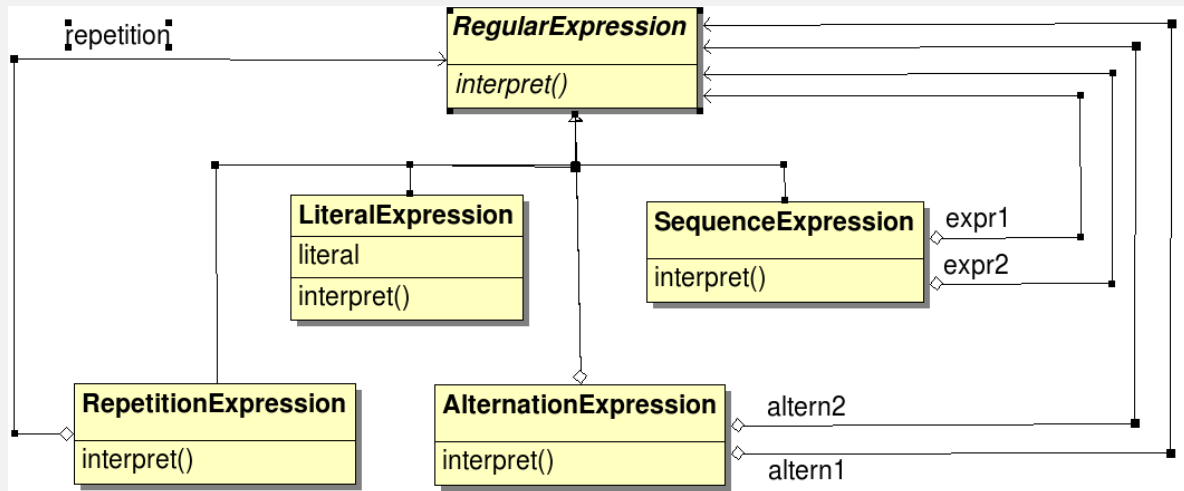 repetition
RegularExpression
interpret()
LiteralExpression
literal
interpret()
SequenceExpression
interpret()
expr1
expr2
RepetitionExpression
interpret()
AlternationExpression
interpret()
altern2
altern1